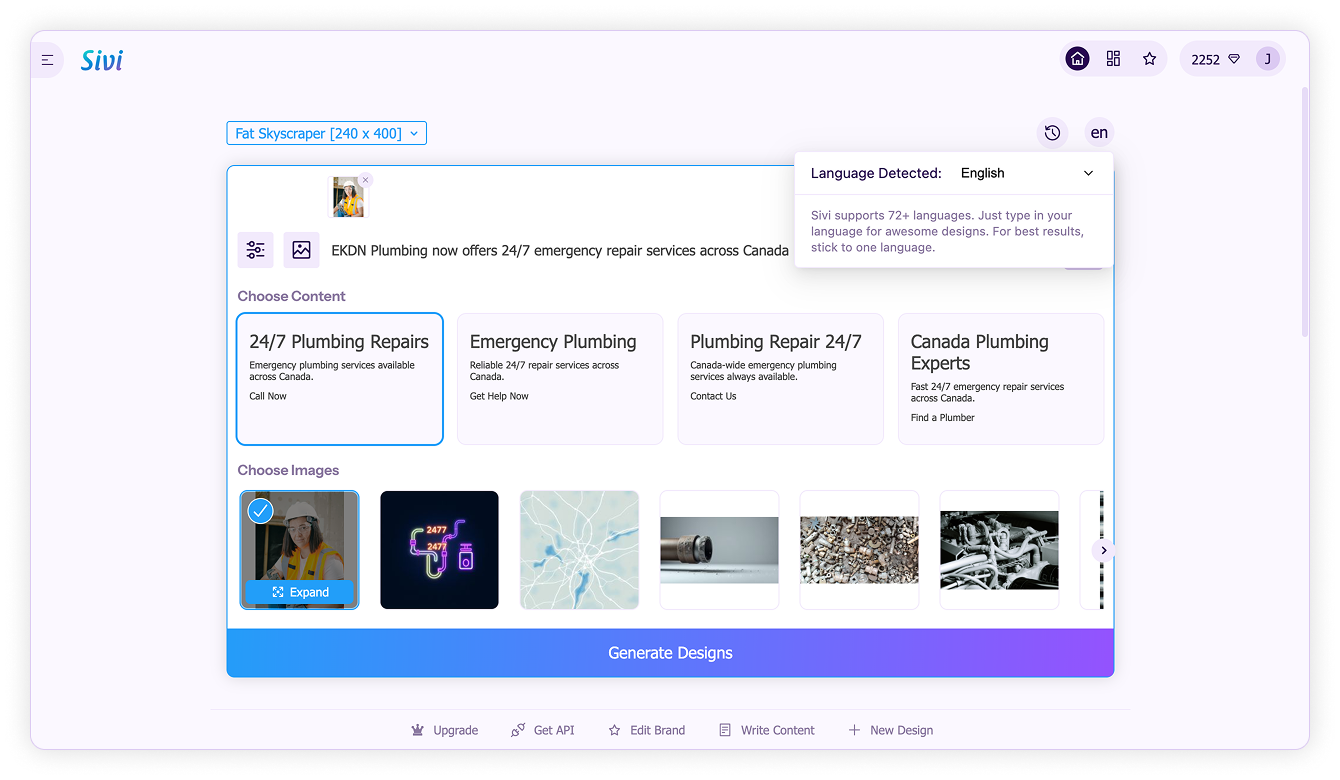 Sivi
2252
J
Fat Skyscraper [240 x 400]
en
Language Detected: English
Sivi supports 72+ languages. Just type in your
language for awesome designs. For best results,
stick to one language.
EKDN Plumbing now offers 24/7 emergency repair services across Canada
Choose Content
24/7 Plumbing Repairs
Emergency plumbing services available
across Canada.
Call Now
Emergency Plumbing
Reliable 24/7 repair services across
Canada.
Get Help Now
Plumbing Repair 24/7
Canada-wide emergency plumbing
services always available.
Contact Us
Canada Plumbing
Experts
Fast 24/7 emergency repair services
across Canada.
Find a Plumber
Choose Images
Expand
2477
2477
Generate Designs
Upgrade
Get API
Edit Brand
Write Content
New Design